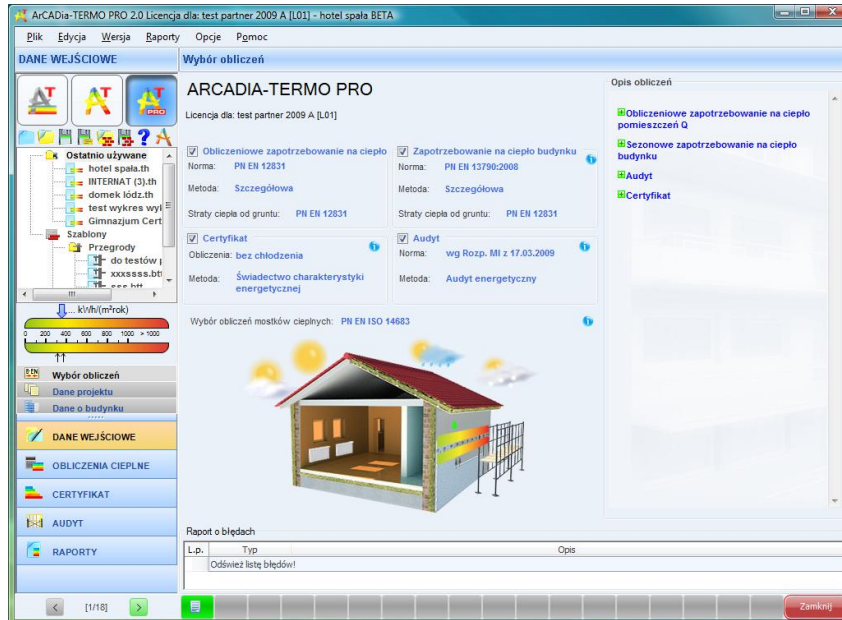 ArCADia-TERMO PRO 2.0 Licencja dla: test partner 2009 A [L01] - hotel spała BETA
Plik Edycja Wersja Raporty Opcje Pomoc
DANE WEJŚCIOWE
Wybór obliczeń
T
T
T
PRO
Ostatnio używane
hotel spała.th
INTERNAT (3).th
domek lódz.th
test wykres wyl
Gimnazjum Cert
Szablony
Przegrody
do testów
xxxssss.bt
sss.btt
... kWh/(m²rok)
0 200 400 600 800 1000 > 1000
Wybór obliczeń
Dane projektu
Dane o budynku
DANE WEJŚCIOWE
OBLICZENIA CIEPLNE
CERTYFIKAT
AUDYT
RAPORTY
[1/18]
ARCADIA-TERMO PRO
Licencja dla: test partner 2009 A [L01]
Obliczeniowe zapotrzebowanie na ciepło
Norma: PN EN 12831
Metoda: Szczegółowa
Straty ciepła od gruntu: PN EN 12831
Zapotrzebowanie na ciepło budynku
Norma: PN EN 13790:2008
Metoda: Szczegółowa
Straty ciepła od gruntu: PN EN 12831
Certyfikat
Obliczenia: bez chłodzenia
Metoda: Świadectwo charakterystyki
energetycznej
Audyt
Norma: wg Rozp. MI z 17.03.2009
Metoda: Audyt energetyczny
Wybór obliczeń mostków cieplnych: PN EN ISO 14683
Opis obliczeń
Obliczeniowe zapotrzebowanie na ciepło
pomieszczeń Q
Sezonowe zapotrzebowanie na ciepło
budynku
Audyt
Certyfikat
Raport o błędach
L.p. Typ Opis
Odśwież listę błędów!
Zamknij